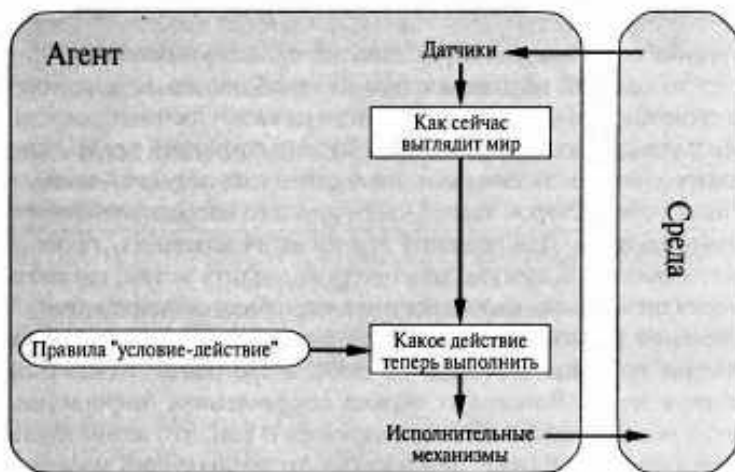 Агент
Датчики
Как сейчас
выглядит мир
Среда
Правила "условие-действие"
Какое действие
теперь выполнить
Исполнительные
механизмы